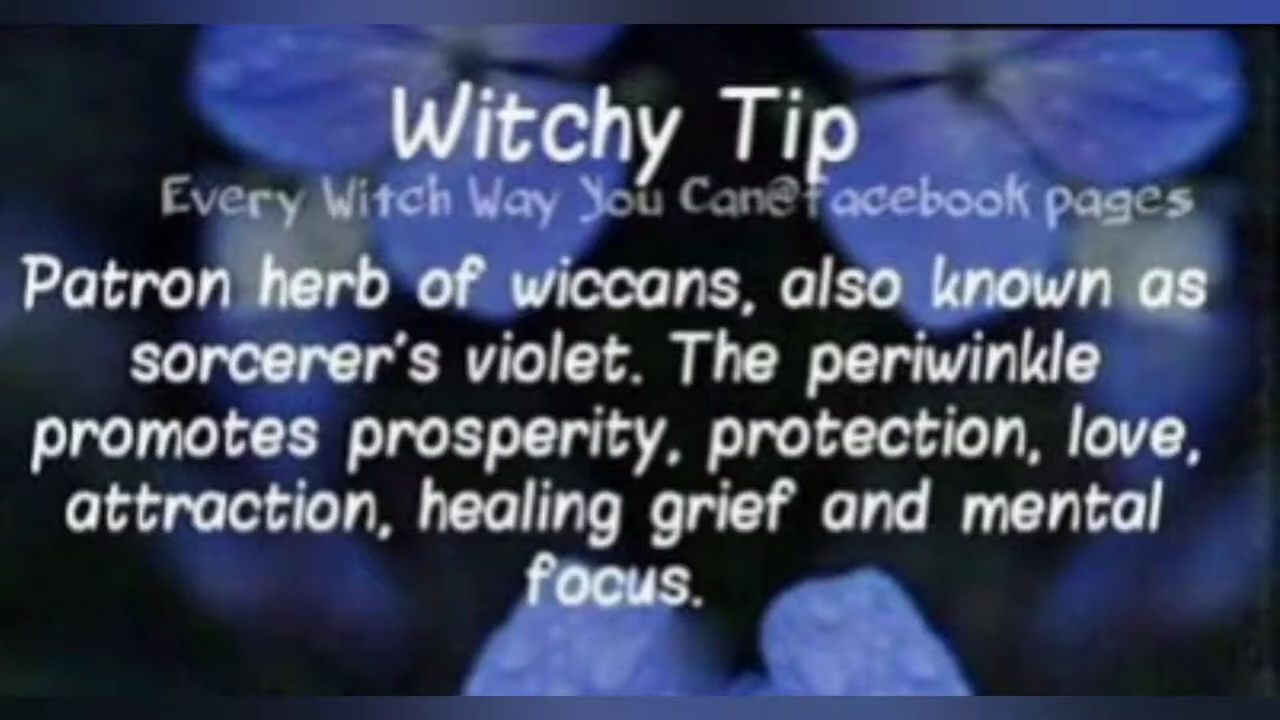 Witchy Tip
Every Witch Way You Can@facebook pages
Patron herb of wiccans, also known as
sorcerer's violet. The periwinkle
promotes prosperity, protection, love,
attraction, healing grief and mental
focus.